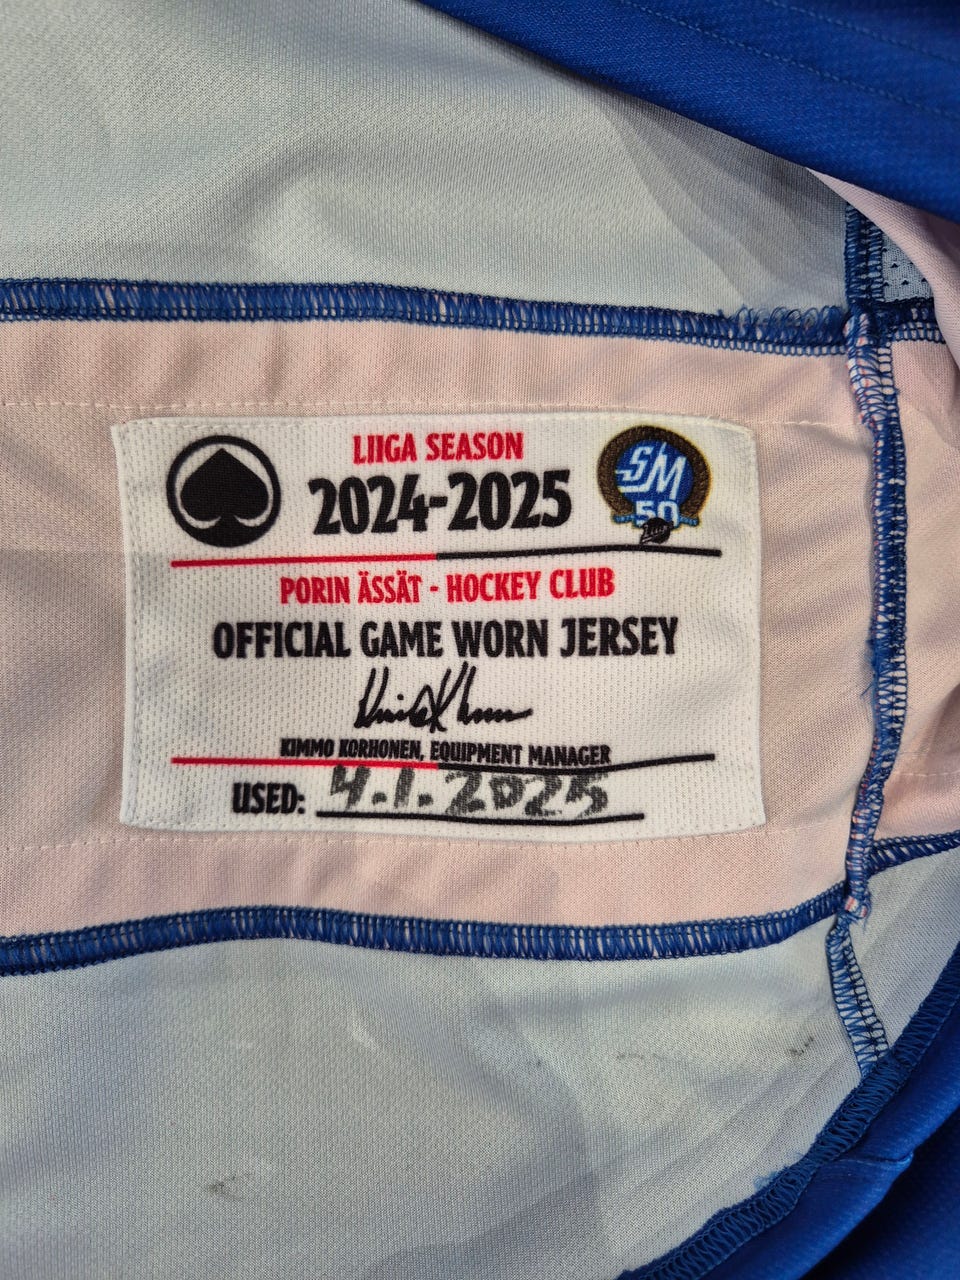 LIIGA SEASON
2024-2025
SM
50
Liiga
PORIN ÄSSÄT - HOCKEY CLUB
OFFICIAL GAME WORN JERSEY
KIMMO KORHONEN, EQUIPMENT MANAGER
USED: 4.1.2025